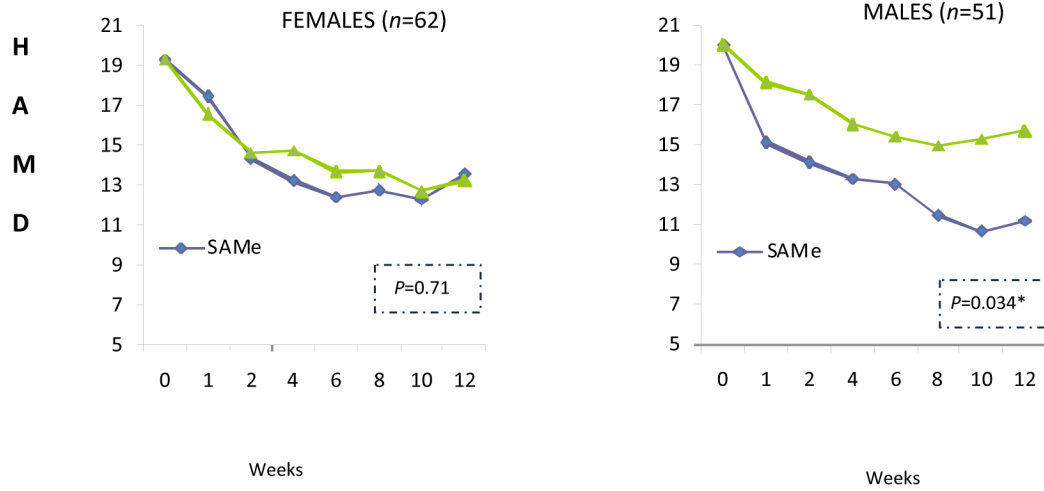 H
A
M
D
FEMALES (n=62)
21
19
17
15
13
11
9
7
5
SAMe
P=0.71
0 1 2 4 6 8 10 12
Weeks
MALES (n=51)
21
19
17
15
13
11
9
7
5
SAMe
P=0.034*
0 1 2 4 6 8 10 12
Weeks